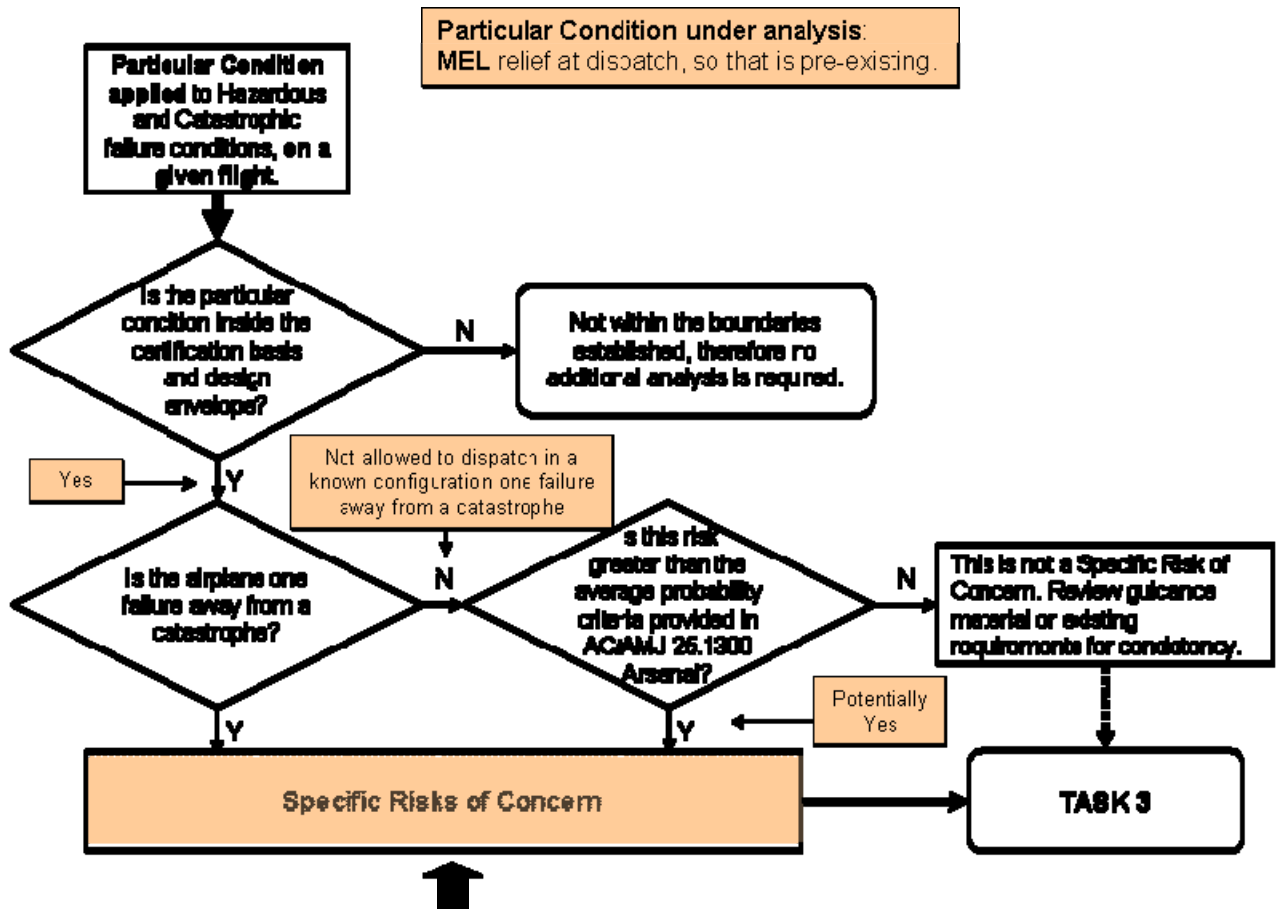 Particular Condition under analysis:
MEL relief at dispatch, so that is pre-existing.
Particular Condition
applied to Hazardous
and Catastrophic
failure conditions, on a
given flight.
Is the particular
condition inside the
certification basis
and design
envelope?
N
Not within the boundaries
established, therefore no
additional analysis is required.
Yes
Y
Not allowed to dispatch in a
known configuration one failure
away from a catastrophe
Is the airplane one
failure away from a
catastrophe?
N
Is this risk
greater than the
average probability
criteria provided in
AC/AMJ 25.1309
Arsenal?
N
This is not a Specific Risk of
Concern. Review guidance
material or existing
requirements for consistency.
Potentially
Yes
Y
Y
Specific Risks of Concern
TASK 3